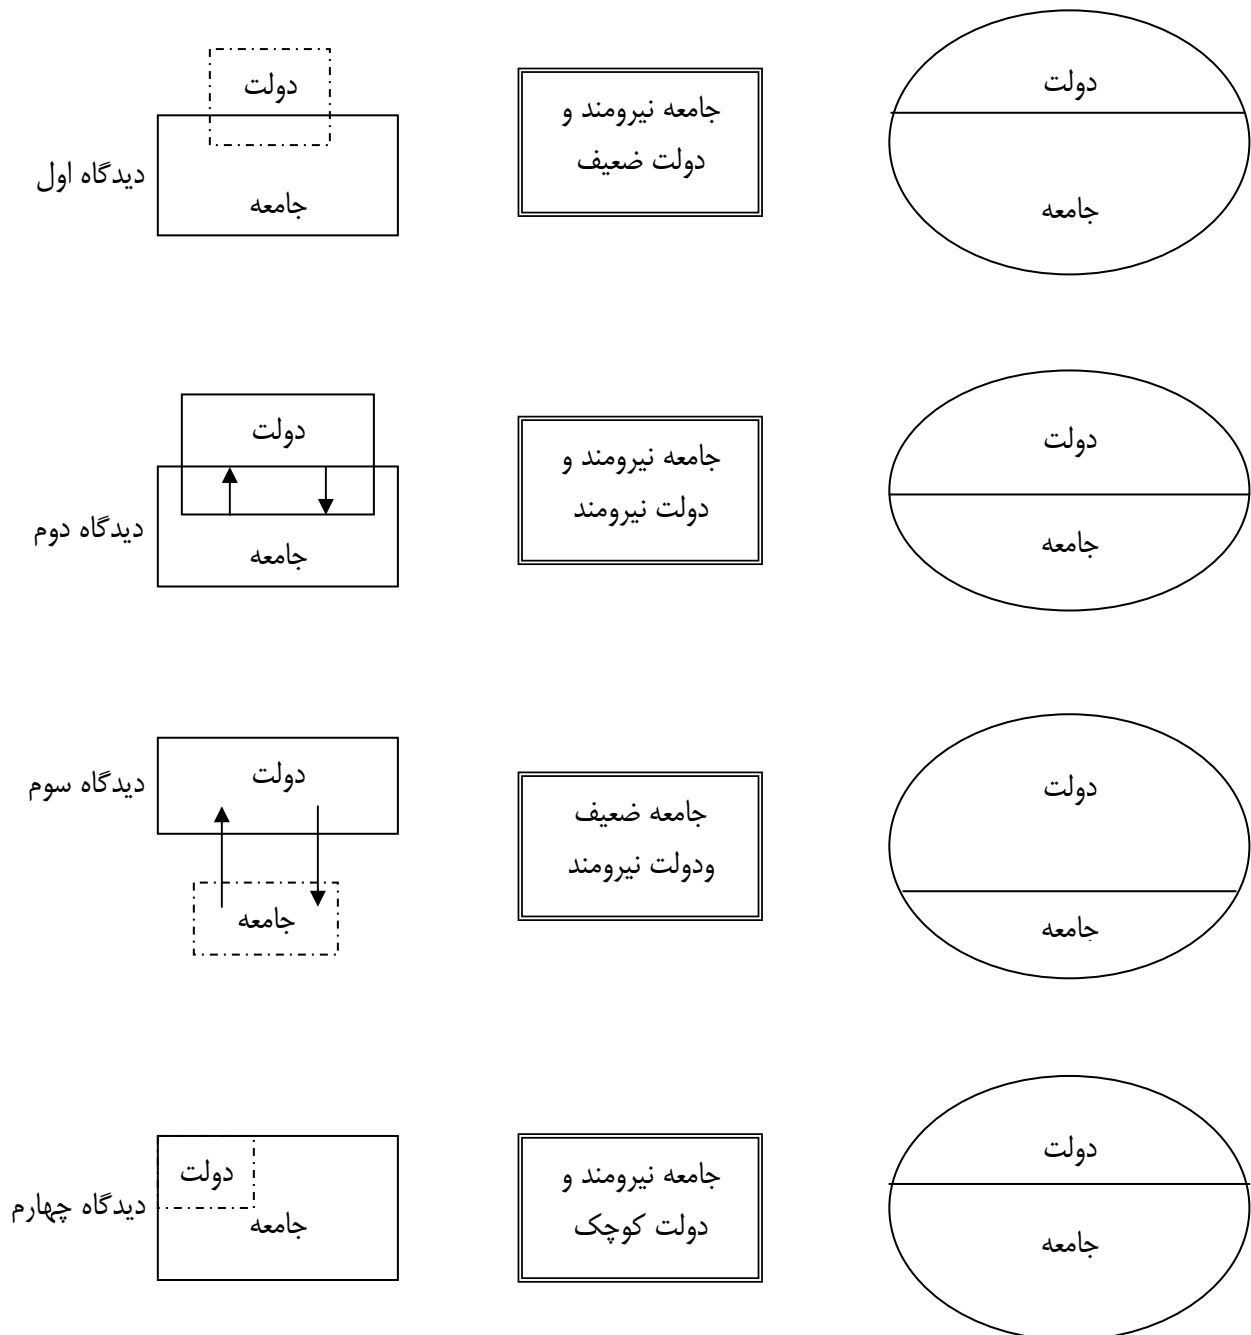 دولت
جامعه
جامعه نیرومند و
دولت ضعیف
دولت
جامعه
دیدگاه اول
دولت
جامعه
جامعه نیرومند و
دولت نیرومند
دولت
جامعه
دیدگاه دوم
دولت
جامعه
جامعه ضعیف
ودولت نیرومند
دولت
جامعه
دیدگاه سوم
دولت
جامعه
جامعه نیرومند و
دولت کوچک
دولت
جامعه
دیدگاه چهارم